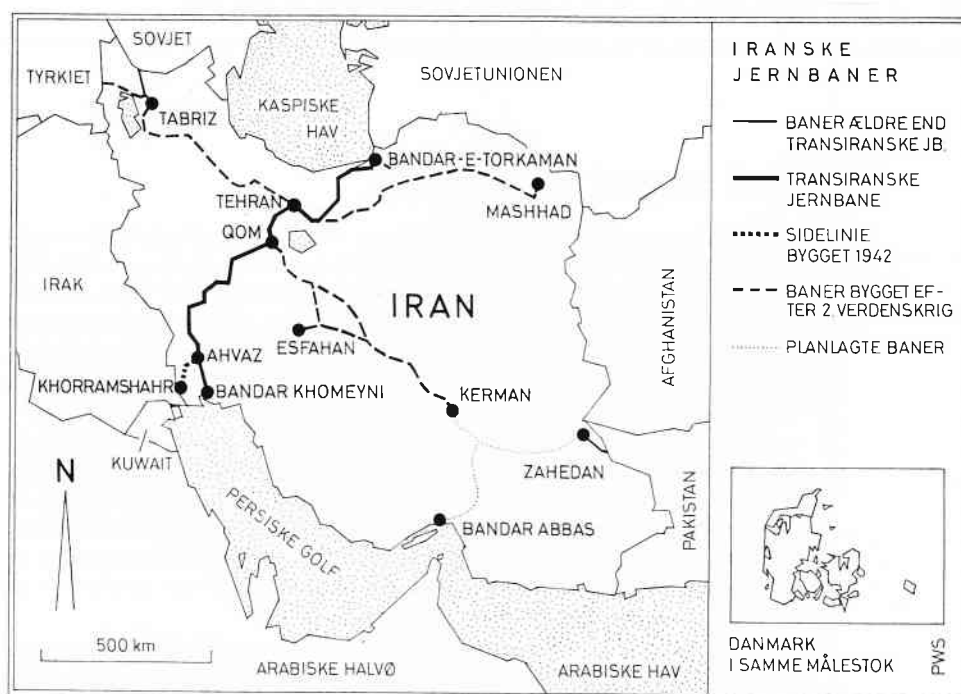 SOVJET
TYRKIET
SOVJETUNIONEN
KASPISKE
HAV
TABRIZ
BANDAR-E-TORKAMAN
TEHRAN
MASHHAD
QOM
IRAK
IRAN
AFGHANISTAN
ESFAHAN
AHVAZ
KHORRAMSHAHR
BANDAR KHOMEYNI
KERMAN
KUWAIT
ZAHEDAN
N
PERSISKE GOLF
BANDAR ABBAS
PAKISTAN
500 km
ARABISKE HALVØ
ARABISKE HAV
IRANSKE
JERNBANER
BANER ÆLDRE END
TRANSIRANSKE JB.
TRANSIRANSKE
JERNBANE
SIDELINIE
BYGGET 1942
BANER BYGGET EF-
TER 2. VERDENSKRIG
PLANLAGTE BANER
DANMARK
I SAMME MÅLESTOK
PWS